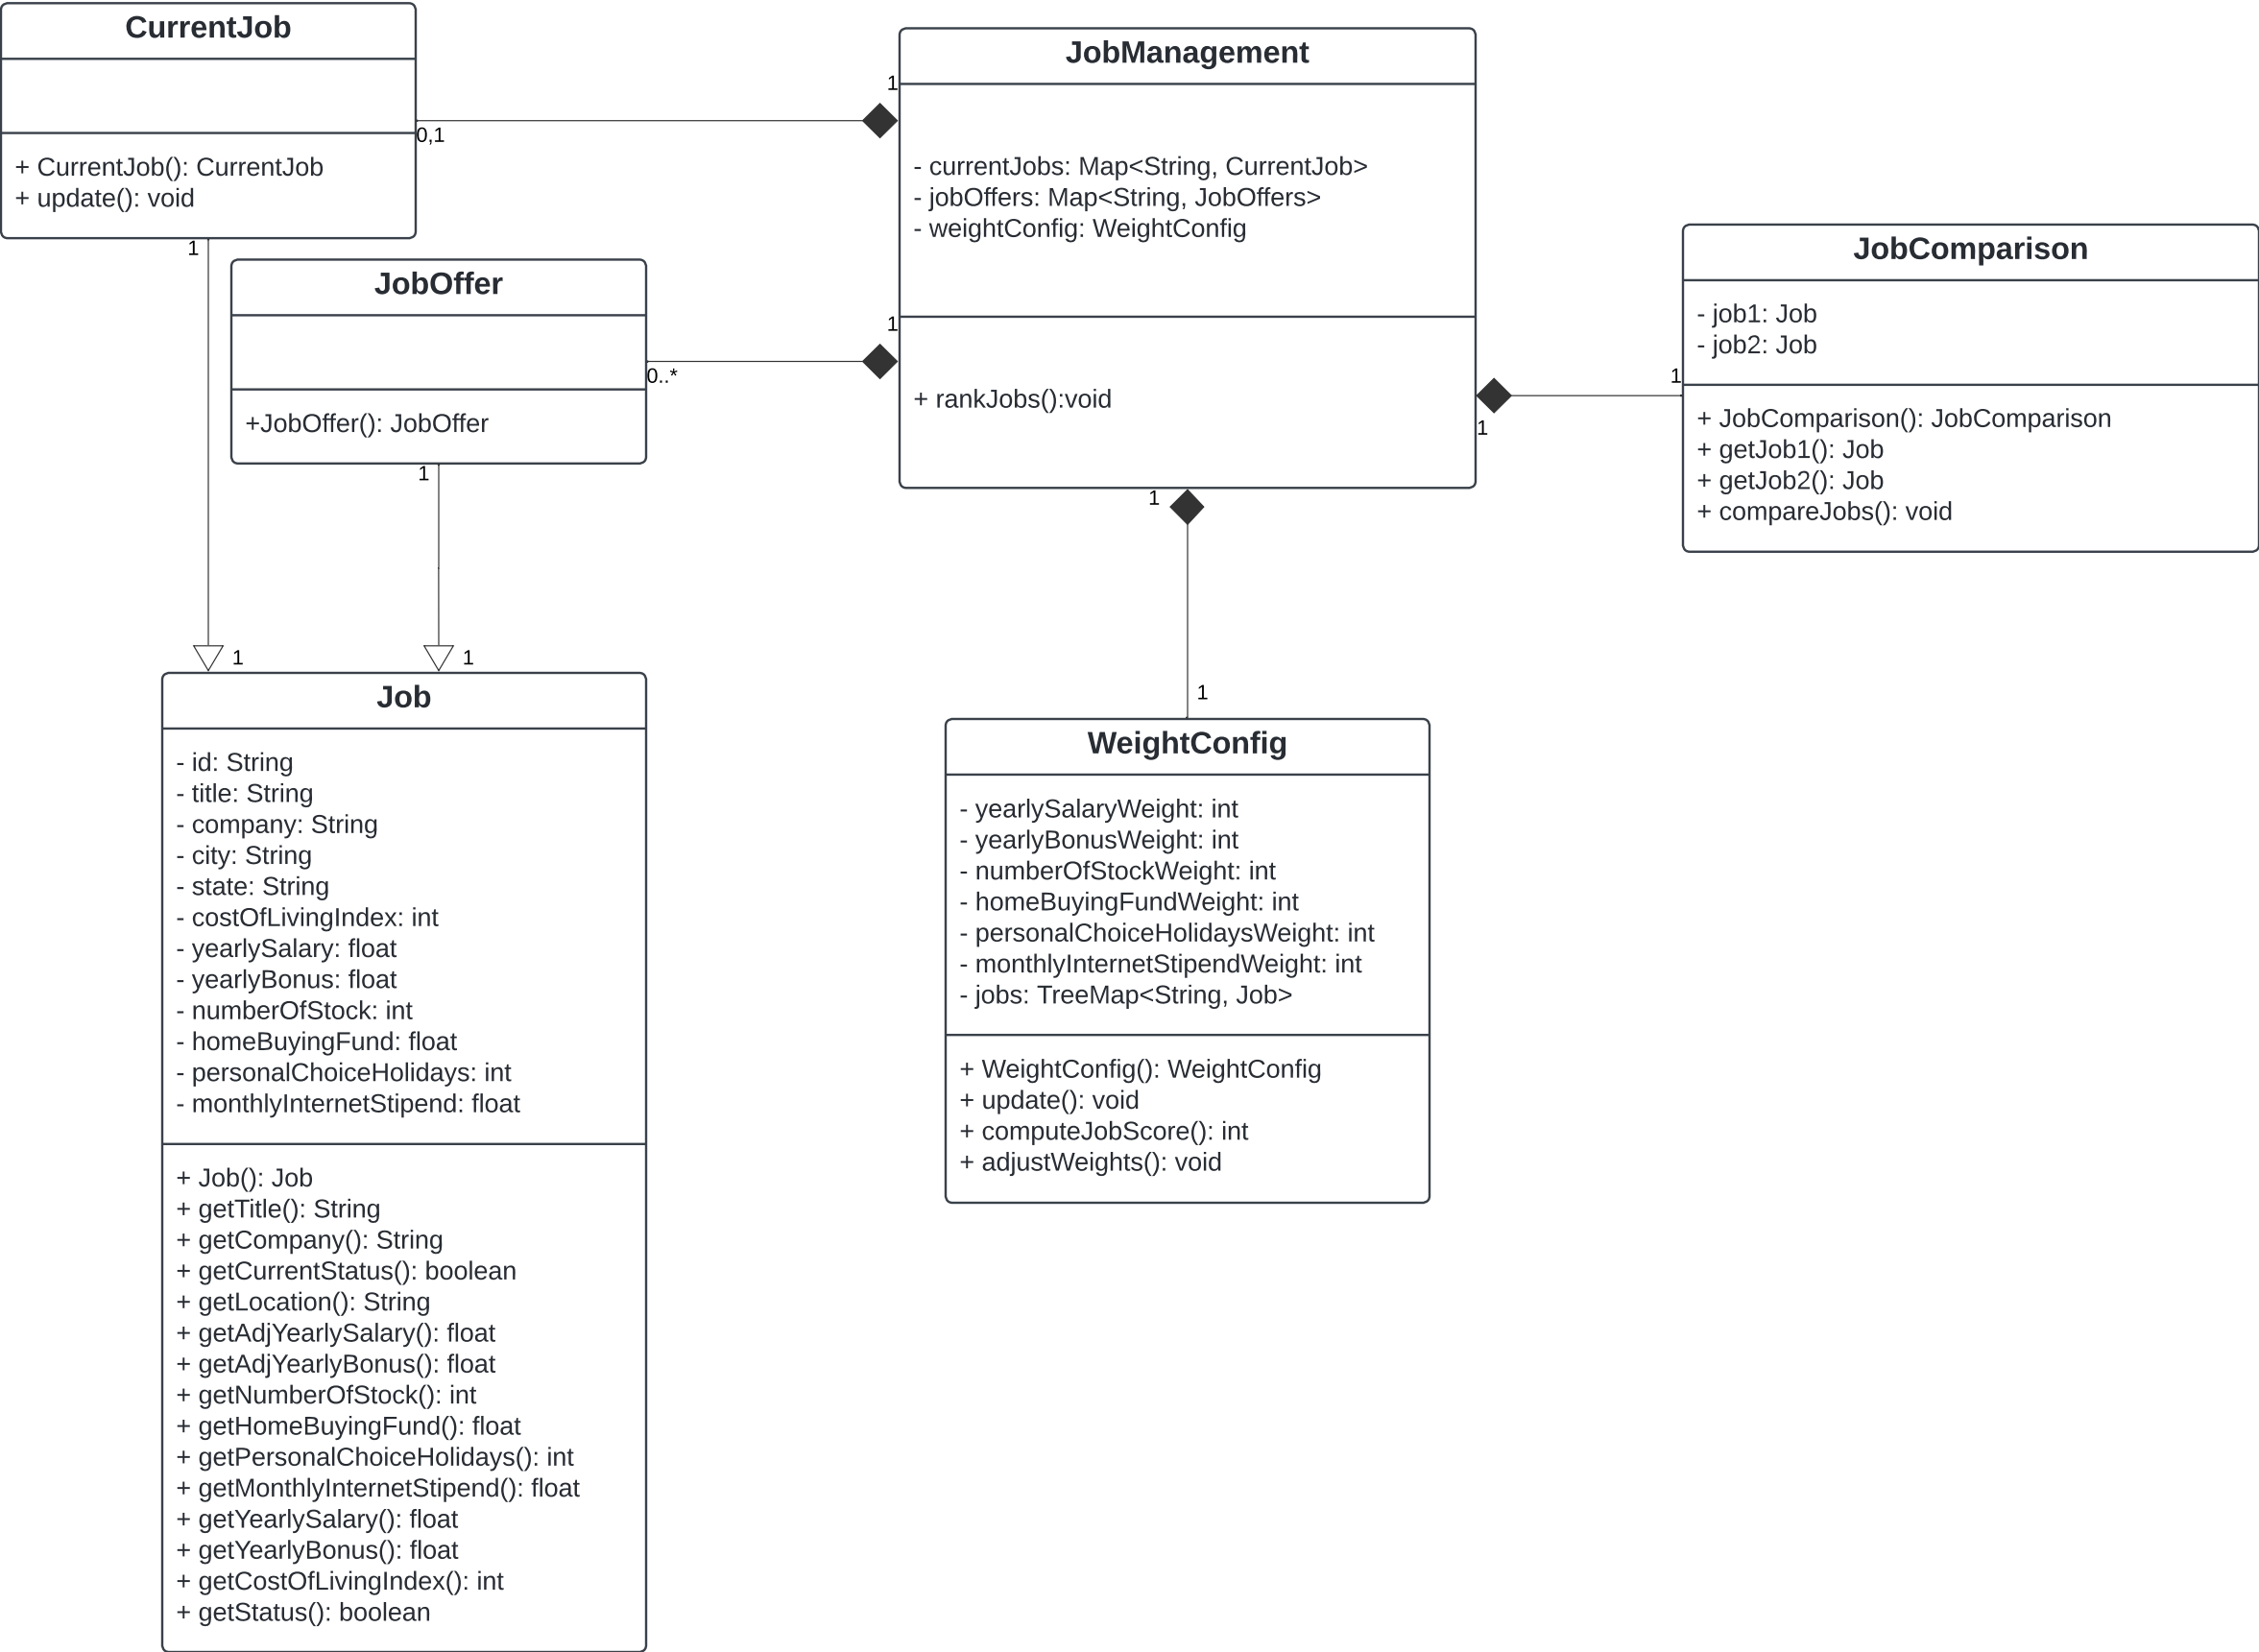 CurrentJob
+ CurrentJob(): CurrentJob
+ update(): void
0,1
1
1
JobOffer
+JobOffer(): JobOffer
0..*
1
1
JobManagement
- currentJobs: Map<String, CurrentJob>
- jobOffers: Map<String, JobOffers>
- weightConfig: WeightConfig
+ rankJobs():void
1
1
JobComparison
- job1: Job
- job2: Job
+ JobComparison(): JobComparison
+ getJob1(): Job
+ getJob2(): Job
+ compareJobs(): void
1
1
1
1
Job
- id: String
- title: String
- company: String
- city: String
- state: String
- costOfLivingIndex: int
- yearlySalary: float
- yearlyBonus: float
- numberOfStock: int
- homeBuyingFund: float
- personalChoiceHolidays: int
- monthlyInternetStipend: float
+ Job(): Job
+ getTitle(): String
+ getCompany(): String
+ getCurrentStatus(): boolean
+ getLocation(): String
+ getAdjYearlySalary(): float
+ getAdjYearlyBonus(): float
+ getNumberOfStock(): int
+ getHomeBuyingFund(): float
+ getPersonalChoiceHolidays(): int
+ getMonthlyInternetStipend(): float
+ getYearlySalary(): float
+ getYearlyBonus(): float
+ getCostOfLivingIndex(): int
+ getStatus(): boolean
WeightConfig
- yearlySalaryWeight: int
- yearlyBonusWeight: int
- numberOfStockWeight: int
- homeBuyingFundWeight: int
- personalChoiceHolidaysWeight: int
- monthlyInternetStipendWeight: int
- jobs: TreeMap<String, Job>
+ WeightConfig(): WeightConfig
+ update(): void
+ computeJobScore(): int
+ adjustWeights(): void